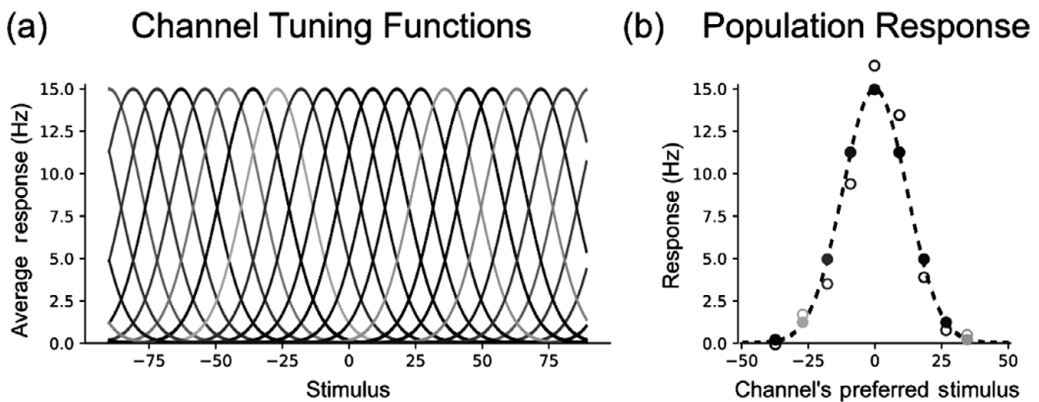 (a) Channel Tuning Functions
Average response (Hz)
15.0
12.5
10.0
7.5
5.0
2.5
0.0
−75 −50 −25 0 25 50 75
Stimulus
(b) Population Response
Response (Hz)
15.0
12.5
10.0
7.5
5.0
2.5
0.0
−50 −25 0 25 50
Channel's preferred stimulus